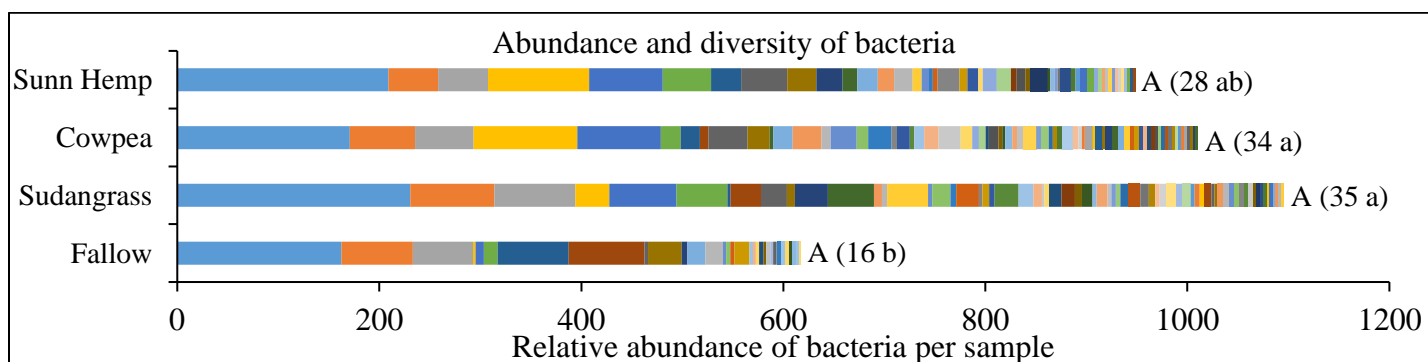 Abundance and diversity of bacteria
Sunn Hemp A (28 ab)
Cowpea A (34 a)
Sudangrass A (35 a)
Fallow A (16 b)
0 200 400 600 800 1000 1200
Relative abundance of bacteria per sample